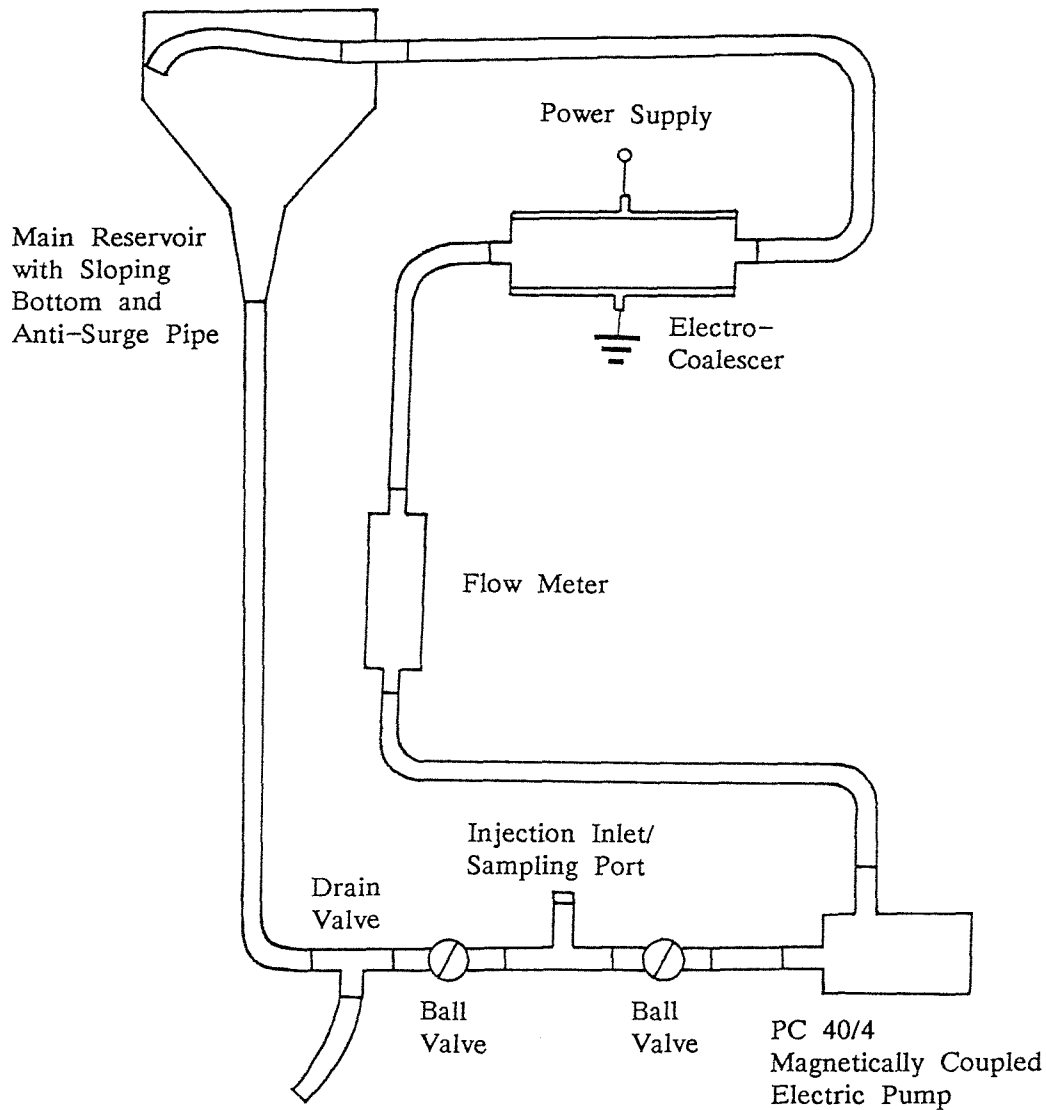 Power Supply
Main Reservoir
with Sloping
Bottom and
Anti-Surge Pipe
Electro-
Coalescer
Flow Meter
Injection Inlet/
Sampling Port
Drain
Valve
Ball
Valve
Ball
Valve
PC 40/4
Magnetically Coupled
Electric Pump